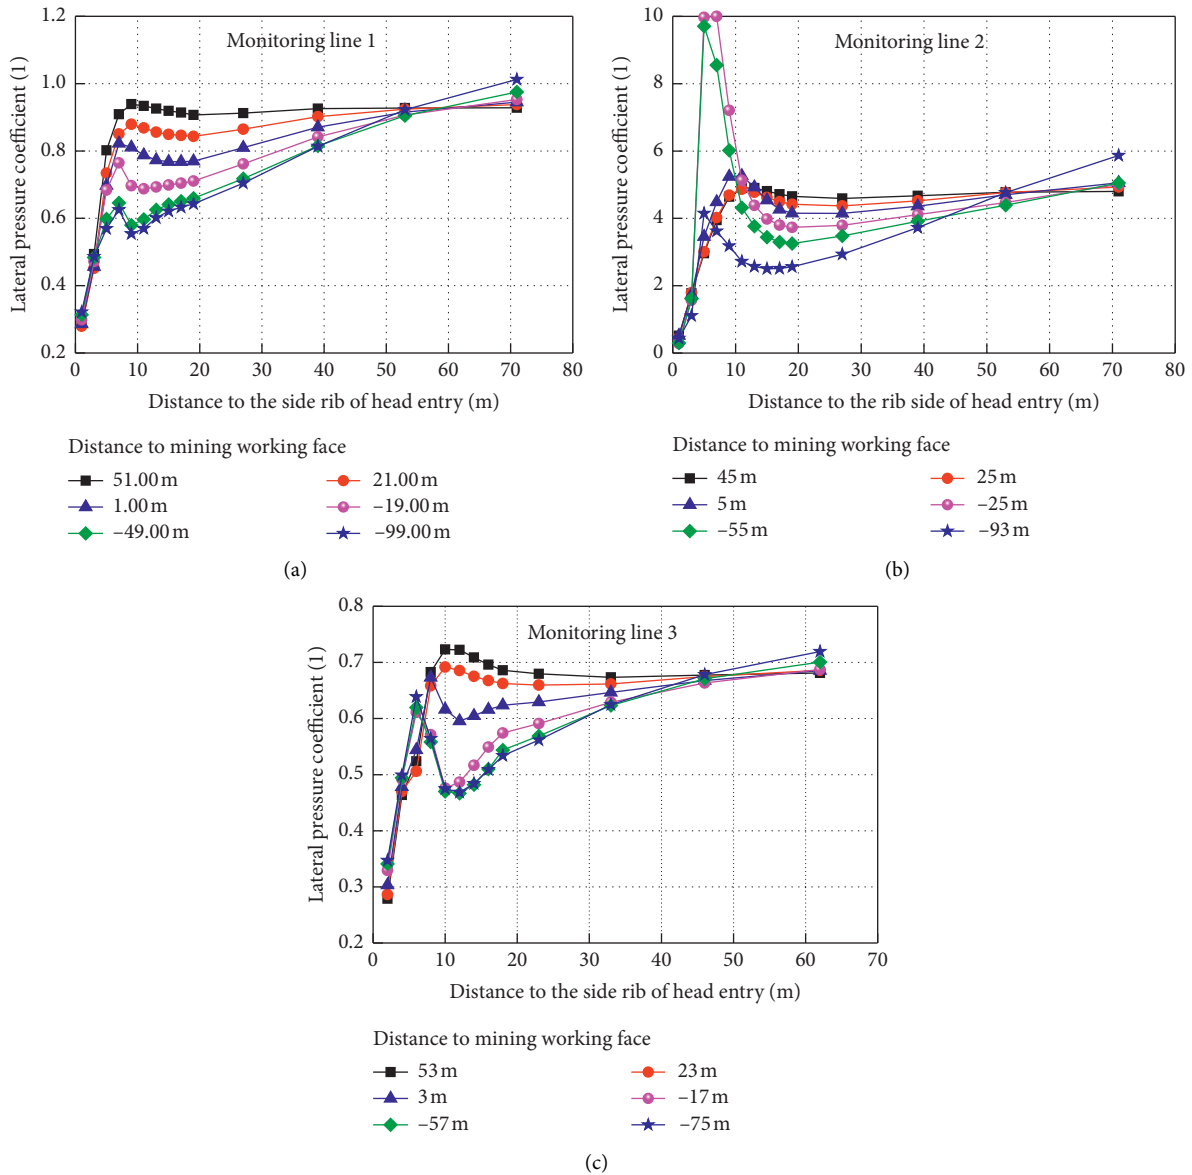 1.2
1.0
0.8
0.6
0.4
0.2
0 10 20 30 40 50 60 70 80
Lateral pressure coefficient (1)
Monitoring line 1
Distance to the side rib of head entry (m)
Distance to mining working face
51.00 m 21.00 m
1.00 m –19.00 m
–49.00 m –99.00 m
(a)
10
8
6
4
2
0
0 10 20 30 40 50 60 70 80
Lateral pressure coefficient (1)
Monitoring line 2
Distance to the rib side of head entry (m)
Distance to mining working face
45 m 25 m
5 m –25 m
–55 m –93 m
(b)
0.8
0.7
0.6
0.5
0.4
0.3
0.2
0 10 20 30 40 50 60 70
Lateral pressure coefficient (1)
Monitoring line 3
Distance to the side rib of head entry (m)
Distance to mining working face
53 m 23 m
3 m –17 m
–57 m –75 m
(c)